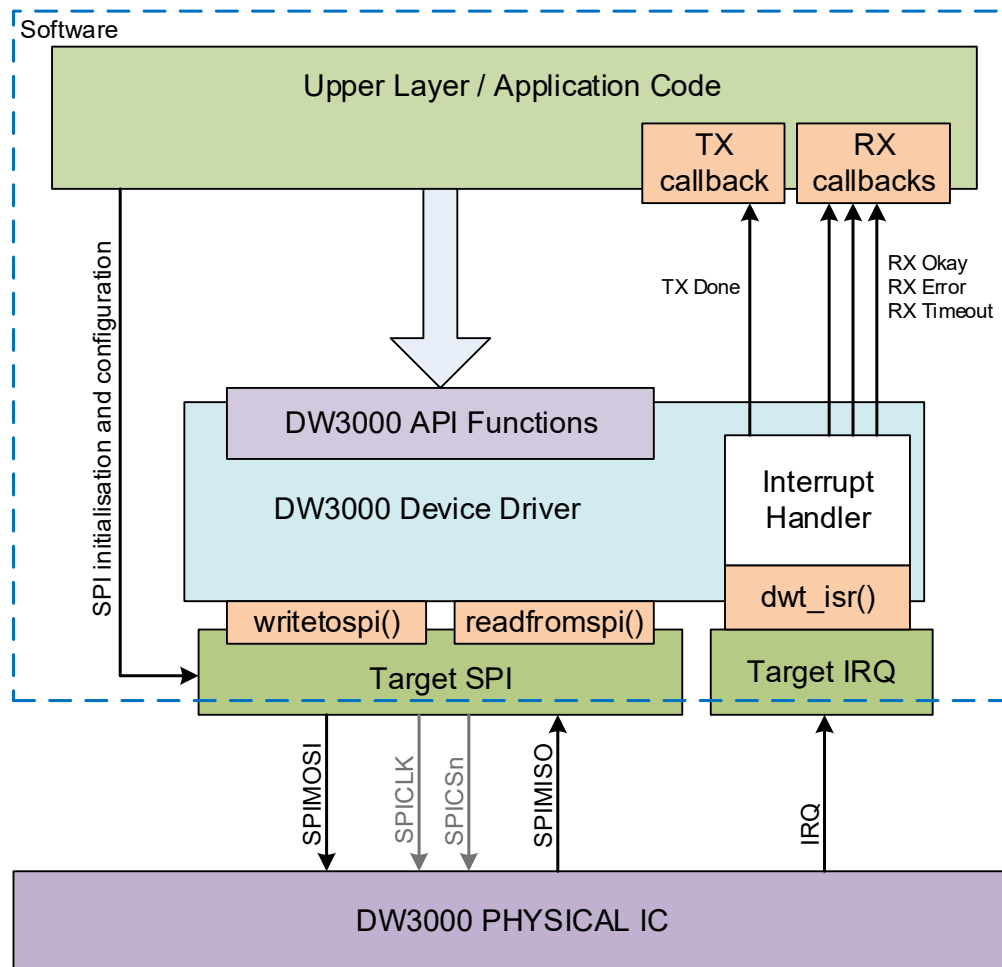 Software
Upper Layer / Application Code
TX
callback
RX
callbacks
SPI initialisation and configuration
TX Done
RX Okay
RX Error
RX Timeout
DW3000 API Functions
DW3000 Device Driver
Interrupt
Handler
writetospi()
readfromspi()
dwt_isr()
Target SPI
Target IRQ
SPIMOSI
SPICLK
SPICSn
SPIMISO
IRQ
DW3000 PHYSICAL IC